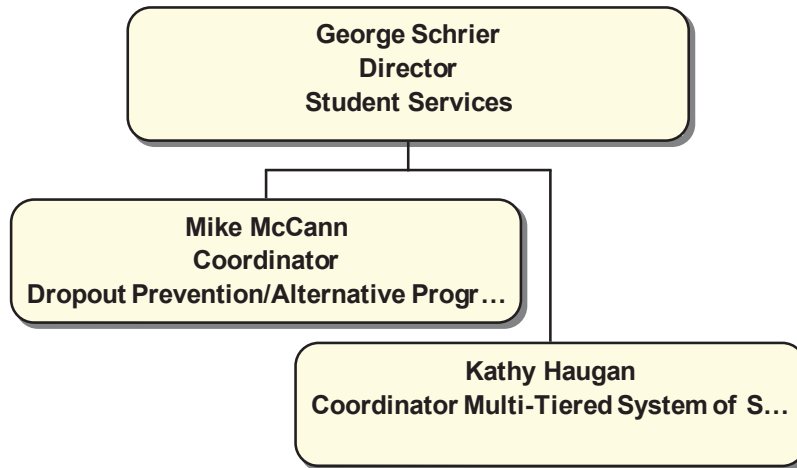 George Schrier
Director
Student Services
Mike McCann
Coordinator
Dropout Prevention/Alternative Progr…
Kathy Haugan
Coordinator Multi-Tiered System of S…